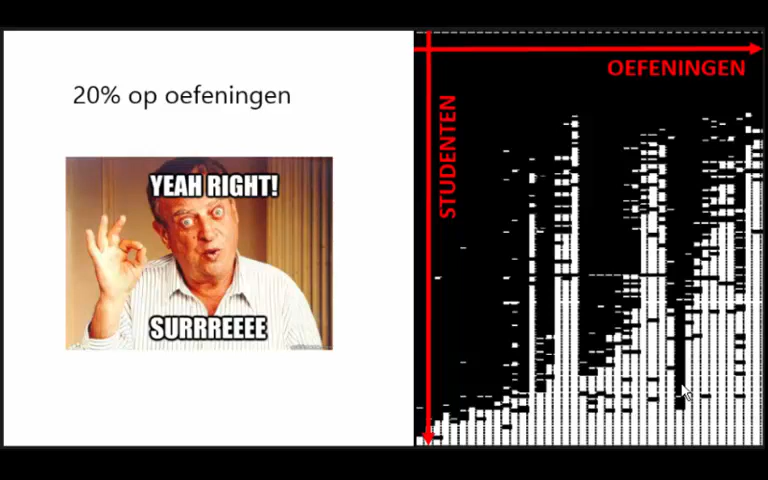 20% op oefeningen
YEAH RIGHT!
SURRREEEE
OEFENINGEN
STUDENTEN